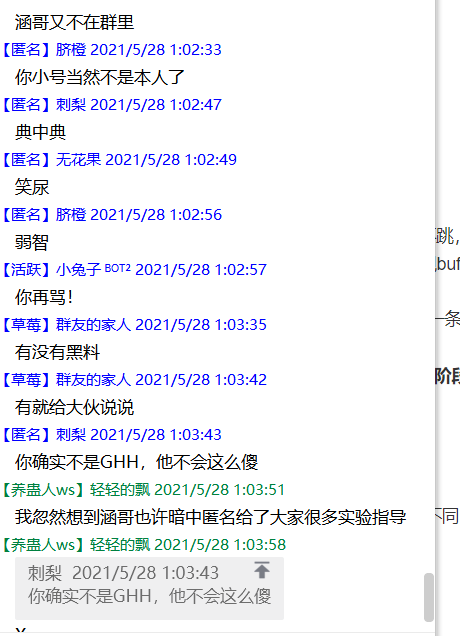 涵哥又不在群里
【匿名】脐橙 2021/5/28 1:02:33
你小号当然不是本人了
【匿名】刺梨 2021/5/28 1:02:47
典中典
【匿名】无花果 2021/5/28 1:02:49
笑尿
【匿名】脐橙 2021/5/28 1:02:56
弱智
【活跃】小兔子 BOT² 2021/5/28 1:02:57
你再骂！
【草莓】群友的家人 2021/5/28 1:03:35
有没有黑料
【草莓】群友的家人 2021/5/28 1:03:42
有就给大伙说说
【匿名】刺梨 2021/5/28 1:03:43
你确实不是GHH，他不会这么傻
【养蛊人ws】轻轻的飘 2021/5/28 1:03:51
我忽然想到涵哥也许暗中匿名给了大家很多实验指导
【养蛊人ws】轻轻的飘 2021/5/28 1:03:58
刺梨 2021/5/28 1:03:43
你确实不是GHH，他不会这么傻
跳，
,buf
一条
阶段
不同